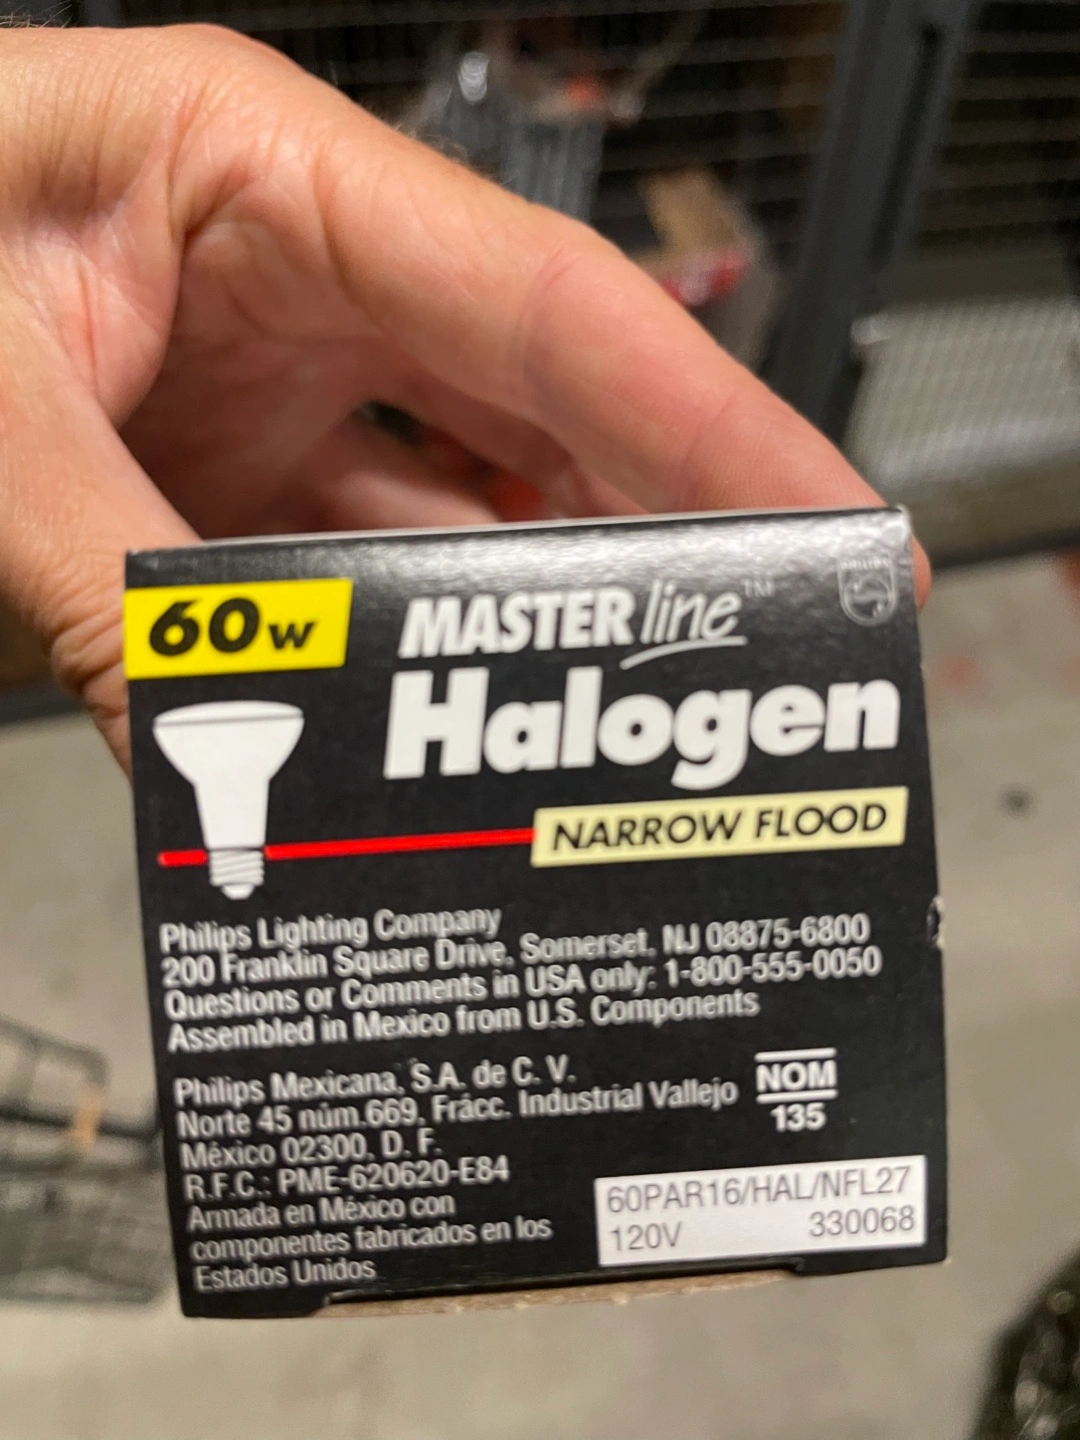 60w
MASTER line™
PHILIPS
Halogen
NARROW FLOOD
Philips Lighting Company
200 Franklin Square Drive, Somerset, NJ 08875-6800
Questions or Comments in USA only: 1-800-555-0050
Assembled in Mexico from U.S. Components
Philips Mexicana, S.A. de C. V.
Norte 45 núm.669, Frácc. Industrial Vallejo
México 02300, D. F.
R.F.C.: PME-620620-E84
Armada en México con
componentes fabricados en los
Estados Unidos
NOM
135
60PAR16/HAL/NFL27
120V 330068